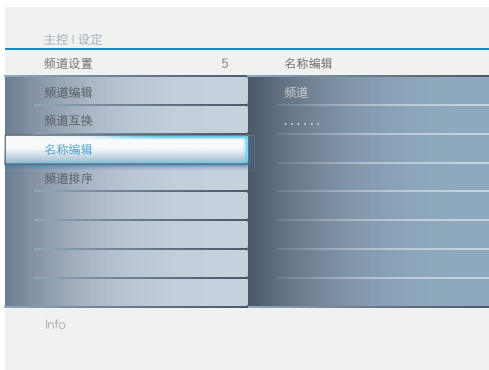 主控 | 设定
频道设置 5 名称编辑
频道编辑 频道
频道互换 ......
名称编辑
频道排序
Info